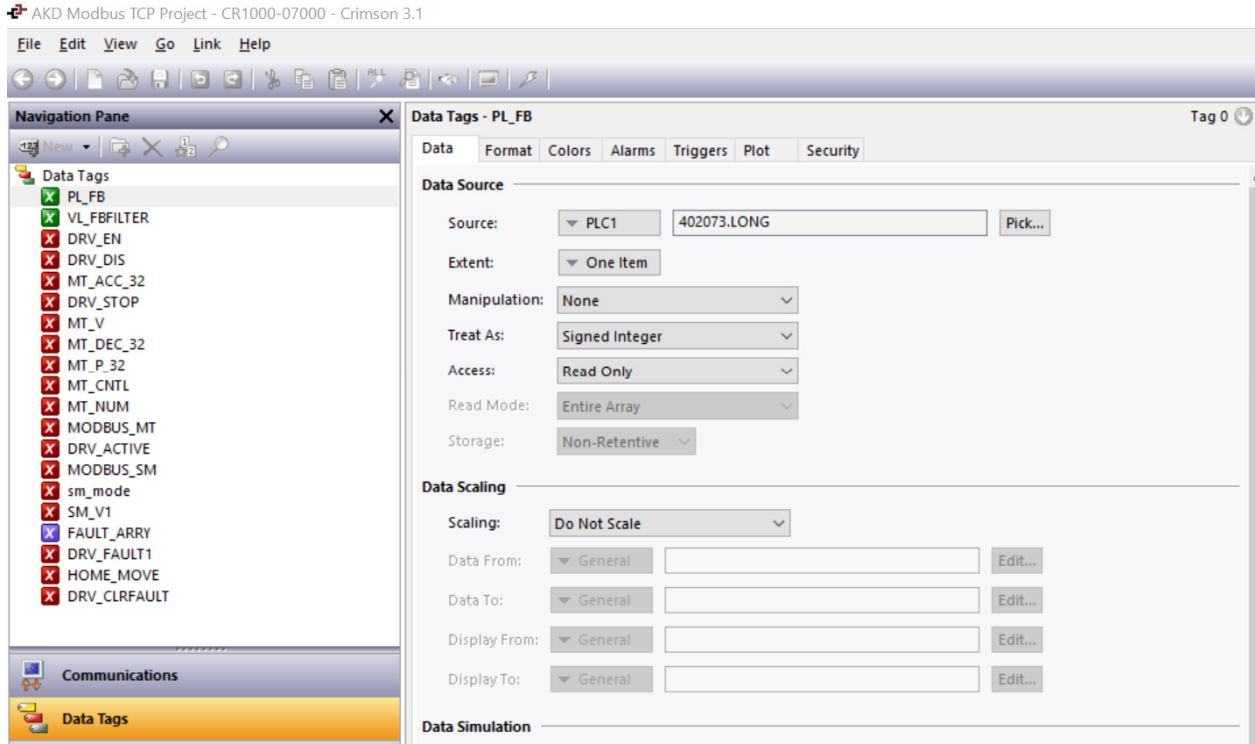 AKD Modbus TCP Project - CR1000-07000 - Crimson 3.1
File Edit View Go Link Help
ALL
Navigation Pane
123 New
Data Tags
PL_FB
VL_FBFILTER
DRV_EN
DRV_DIS
MT_ACC_32
DRV_STOP
MT_V
MT_DEC_32
MT_P_32
MT_CNTL
MT_NUM
MODBUS_MT
DRV_ACTIVE
MODBUS_SM
sm_mode
SM_V1
FAULT_ARRY
DRV_FAULT1
HOME_MOVE
DRV_CLRFAULT
Communications
Data Tags
Data Tags - PL_FB Tag 0
Data Format Colors Alarms Triggers Plot Security
Data Source
Source: PLC1 402073.LONG Pick...
Extent: One Item
Manipulation: None
Treat As: Signed Integer
Access: Read Only
Read Mode: Entire Array
Storage: Non-Retentive
Data Scaling
Scaling: Do Not Scale
Data From: General Edit...
Data To: General Edit...
Display From: General Edit...
Display To: General Edit...
Data Simulation